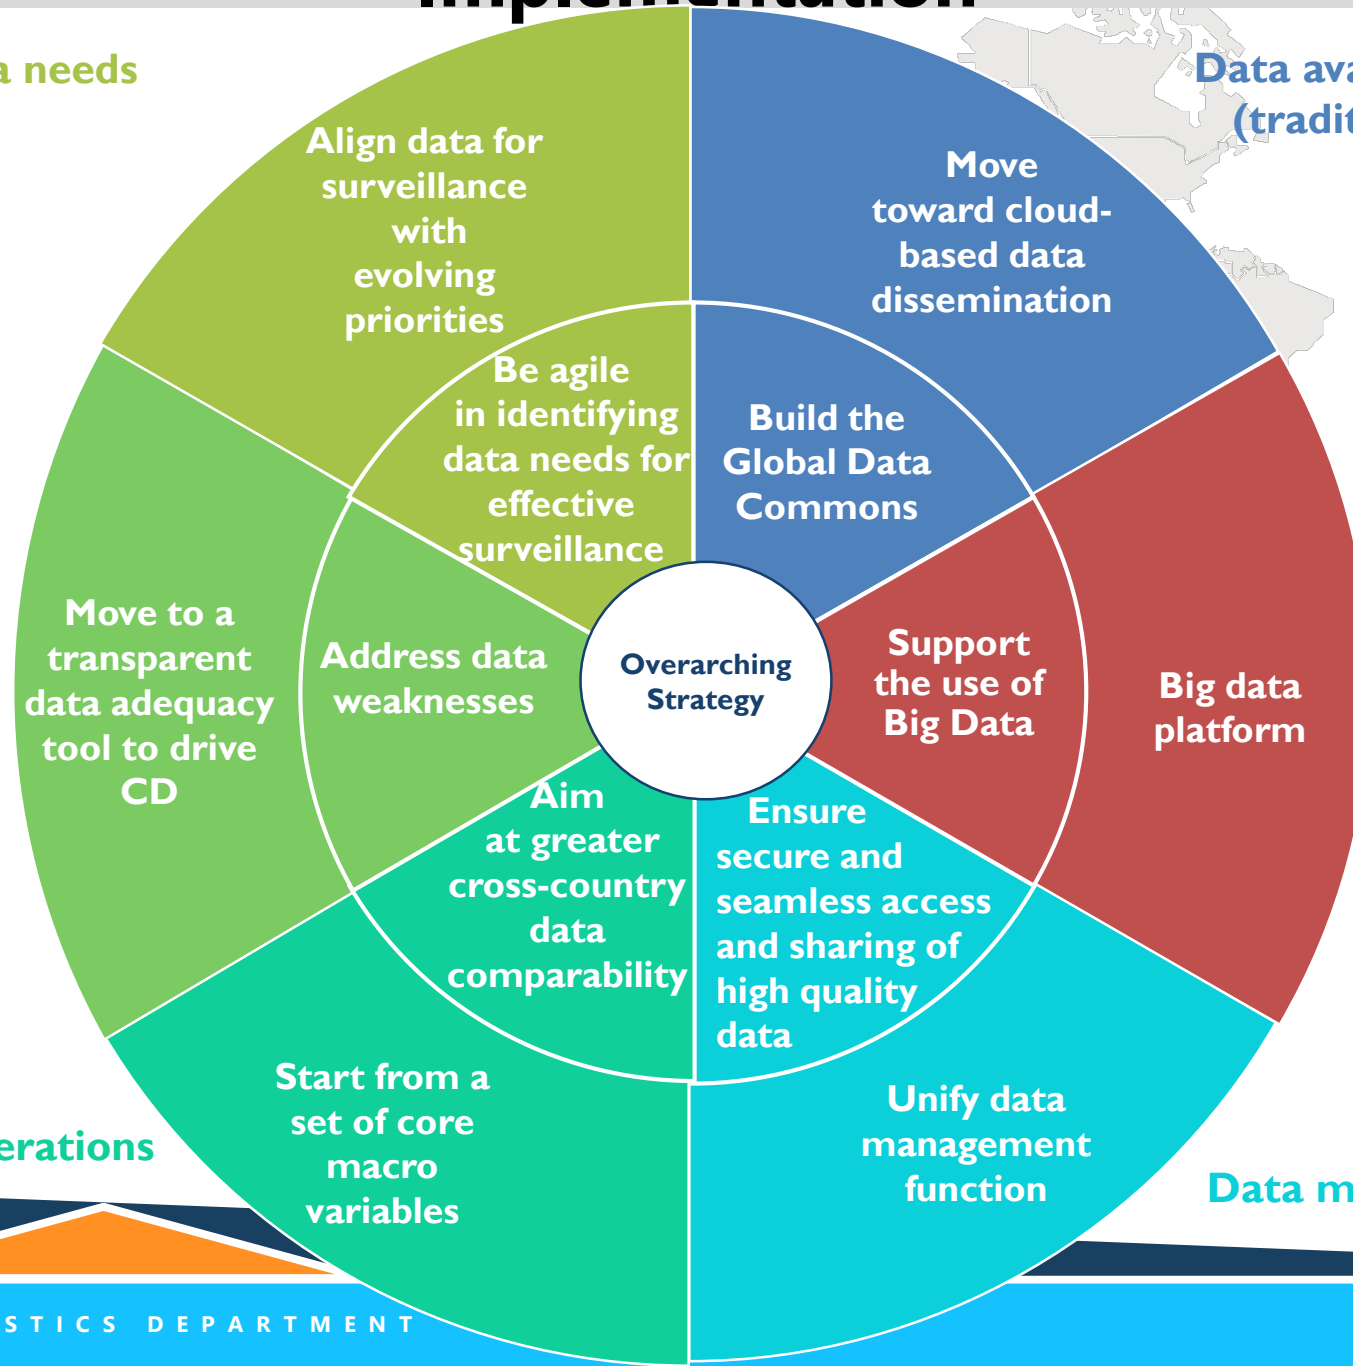 Implementation
needs
Data
Align data for
surveillance
with
evolving
priorities
Move
toward cloud-
based data
dissemination
Be agile
in identifying
data needs for
effective
surveillance
Build the
Global Data
Commons
Move to a
transparent
data adequacy
tool to drive
CD
Address data
weaknesses
Overarching
Strategy
Support
the use of
Big Data
Big data
platform
Aim
at greater
cross-country
data
comparability
Ensure
secure and
seamless access
and sharing of
high quality
data
Start from a
set of core
macro
variables
Unify data
management
function
Data
DEPARTMENT